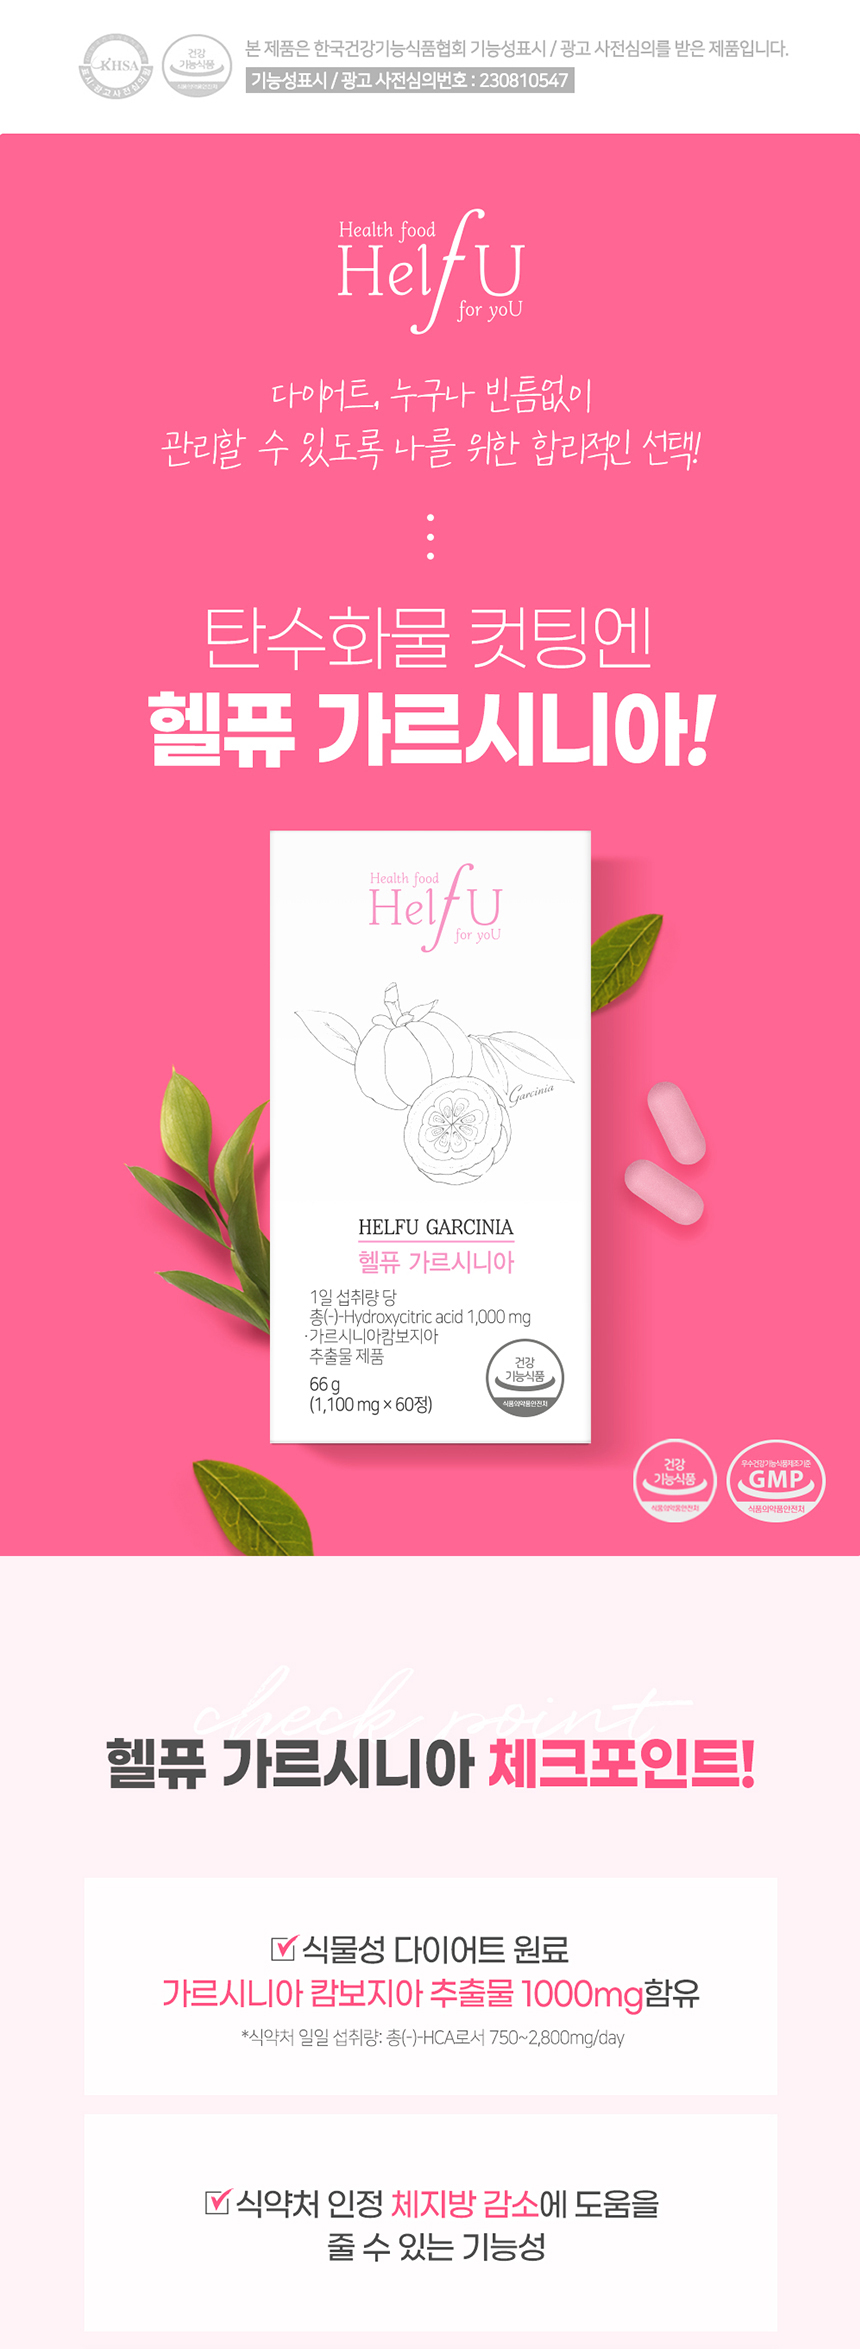 KHSA
표시·광고사전심의필
건강
기능식품
식품의약품안전처
본 제품은 한국건강기능식품협회 기능성표시 / 광고 사전심의를 받은 제품입니다.
기능성표시 / 광고 사전심의번호 : 230810547
Health food
HelfU
for yoU
다이어트, 누구나 빈틈없이
관리할 수 있도록 나를 위한 합리적인 선택!
탄수화물 컷팅엔
헬퓨 가르시니아!
Health food
HelfU
for yoU
Garcinia
HELFU GARCINIA
헬퓨 가르시니아
1일 섭취량 당
총(-)-Hydroxycitric acid 1,000 mg
·가르시니아캄보지아
추출물 제품
66 g
(1,100 mg × 60정)
건강
기능식품
식품의약품안전처
건강
기능식품
식품의약품안전처
우수건강기능식품제조기준
GMP
식품의약품안전처
check point
헬퓨 가르시니아 체크포인트!
식물성 다이어트 원료
가르시니아 캄보지아 추출물 1000mg함유
*식약처 일일 섭취량: 총(-)-HCA로서 750~2,800mg/day
식약처 인정 체지방 감소에 도움을
줄 수 있는 기능성